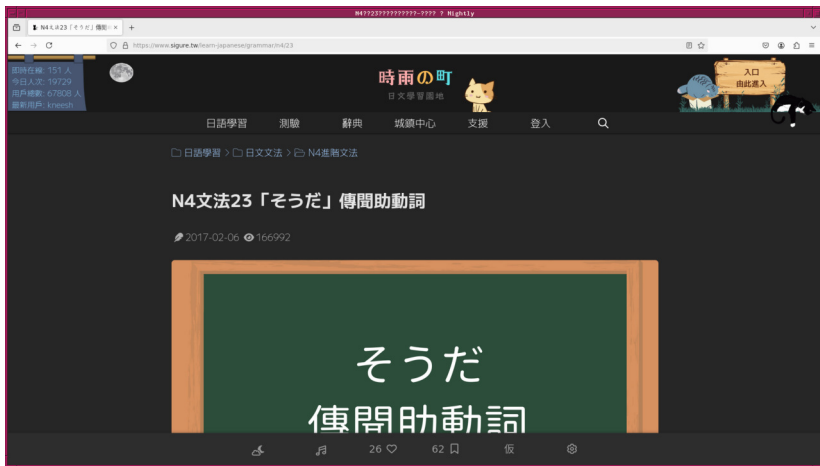 N4??23??????????-???? ? Nightly
N4文法23「そうだ」傳聞
https://www.sigure.tw/learn-japanese/grammar/n4/23
即時在線: 151 人
今日人次: 19729
用戶總數: 67808 人
最新用戶: kneesh
時雨の町
日文學習園地
入口
由此進入
日語學習 測驗 辭典 城鎮中心 支援 登入
日語學習 > 日文文法 > N4進階文法
N4文法23「そうだ」傳聞助動詞
2017-02-06 166992
そうだ
傳聞助動詞
26 62 仮